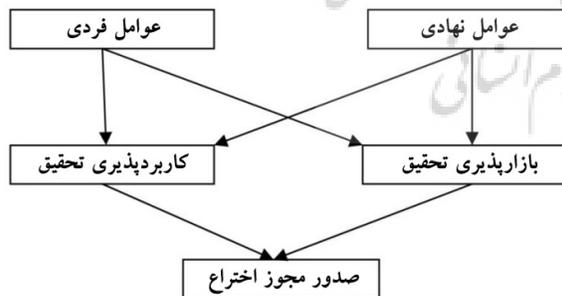 عوامل نهادی
عوامل فردی
بازارپذیری تحقیق
کاربردپذیری تحقیق
صدور مجوز اختراع